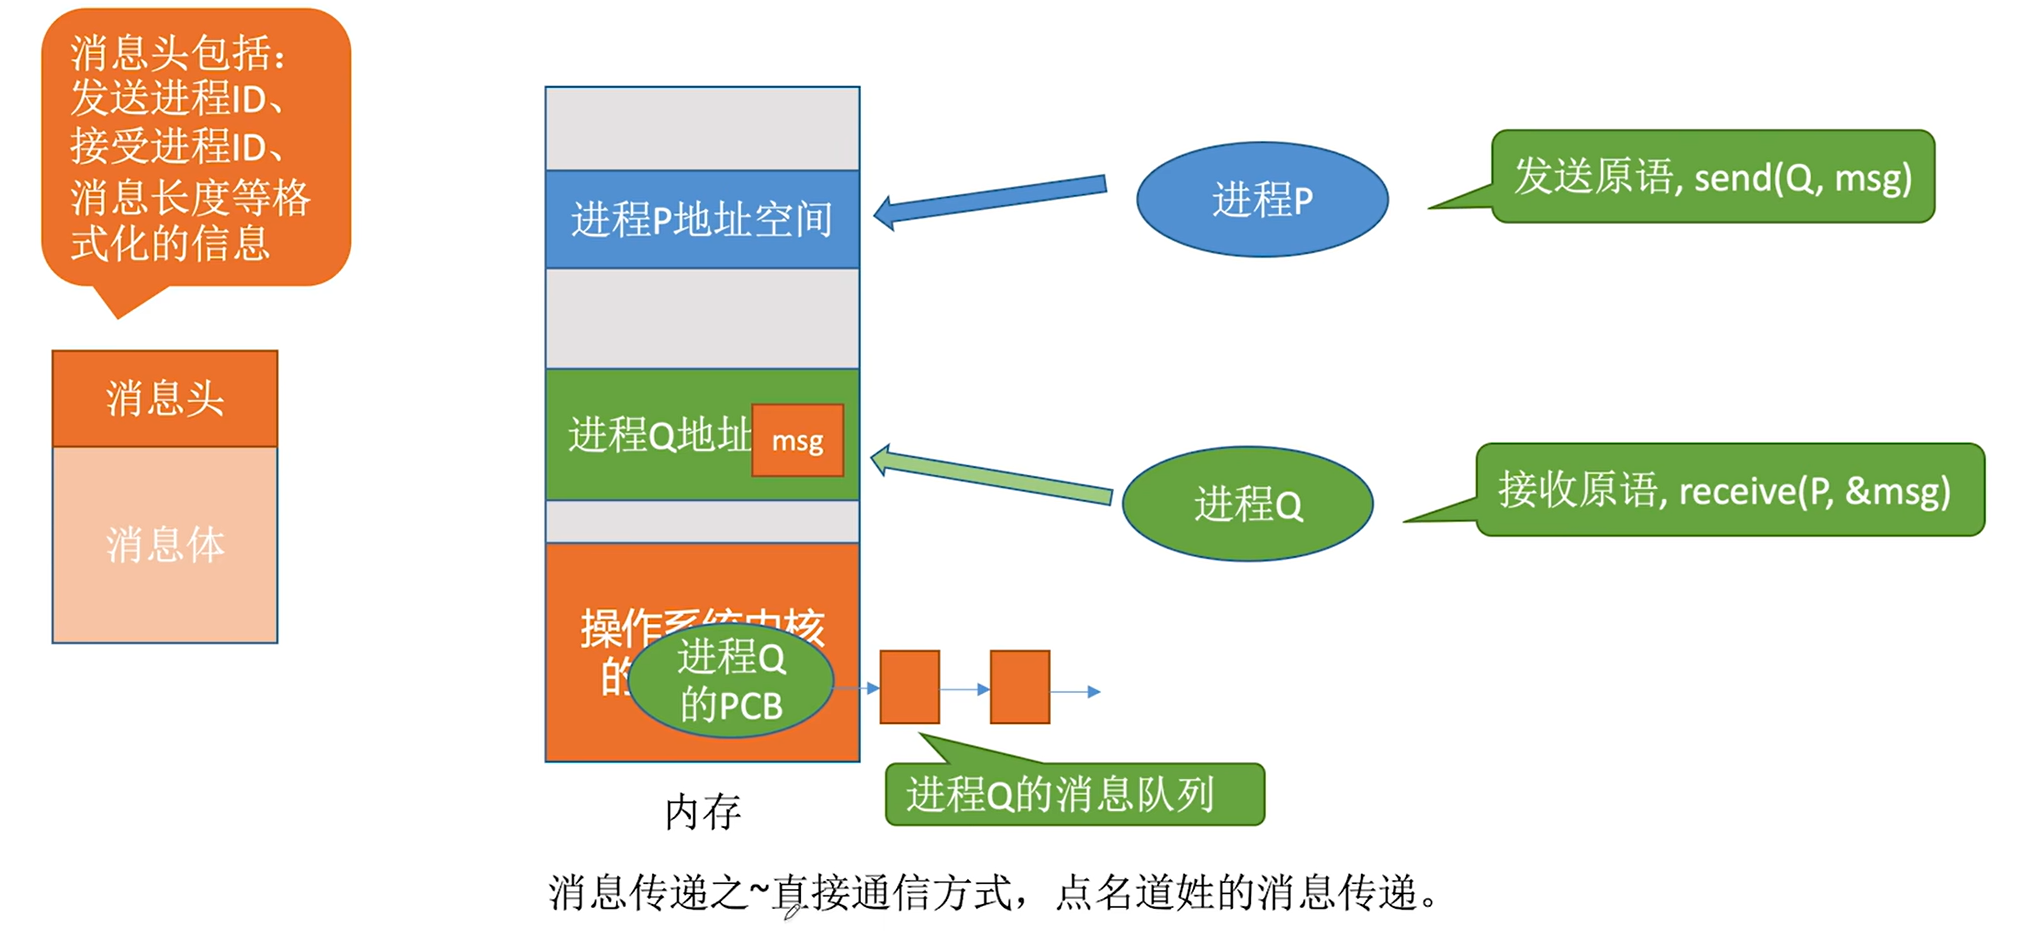 消息头包括：
发送进程ID、
接受进程ID、
消息长度等格
式化的信息
消息头
消息体
进程P地址空间
进程Q地址
msg
操作系统内核
的
进程Q
的PCB
内存
进程P
发送原语, send(Q, msg)
进程Q
接收原语, receive(P, &msg)
进程Q的消息队列
消息传递之~直接通信方式，点名道姓的消息传递。